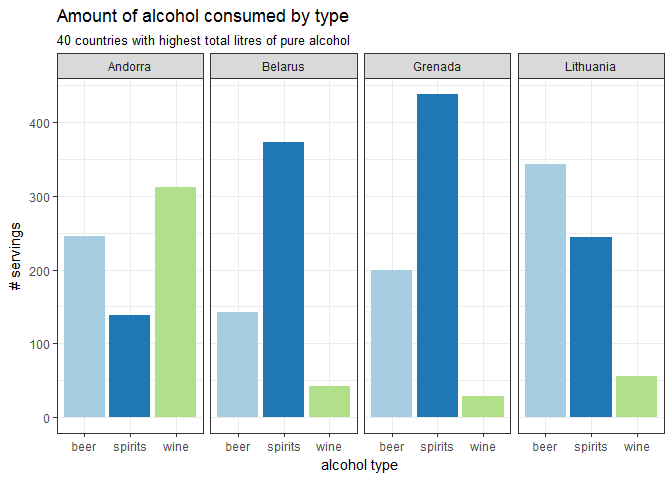 Amount of alcohol consumed by type
40 countries with highest total litres of pure alcohol
Andorra Belarus Grenada Lithuania
400
300
200
100
0
# servings
beer spirits wine beer spirits wine beer spirits wine beer spirits wine
alcohol type